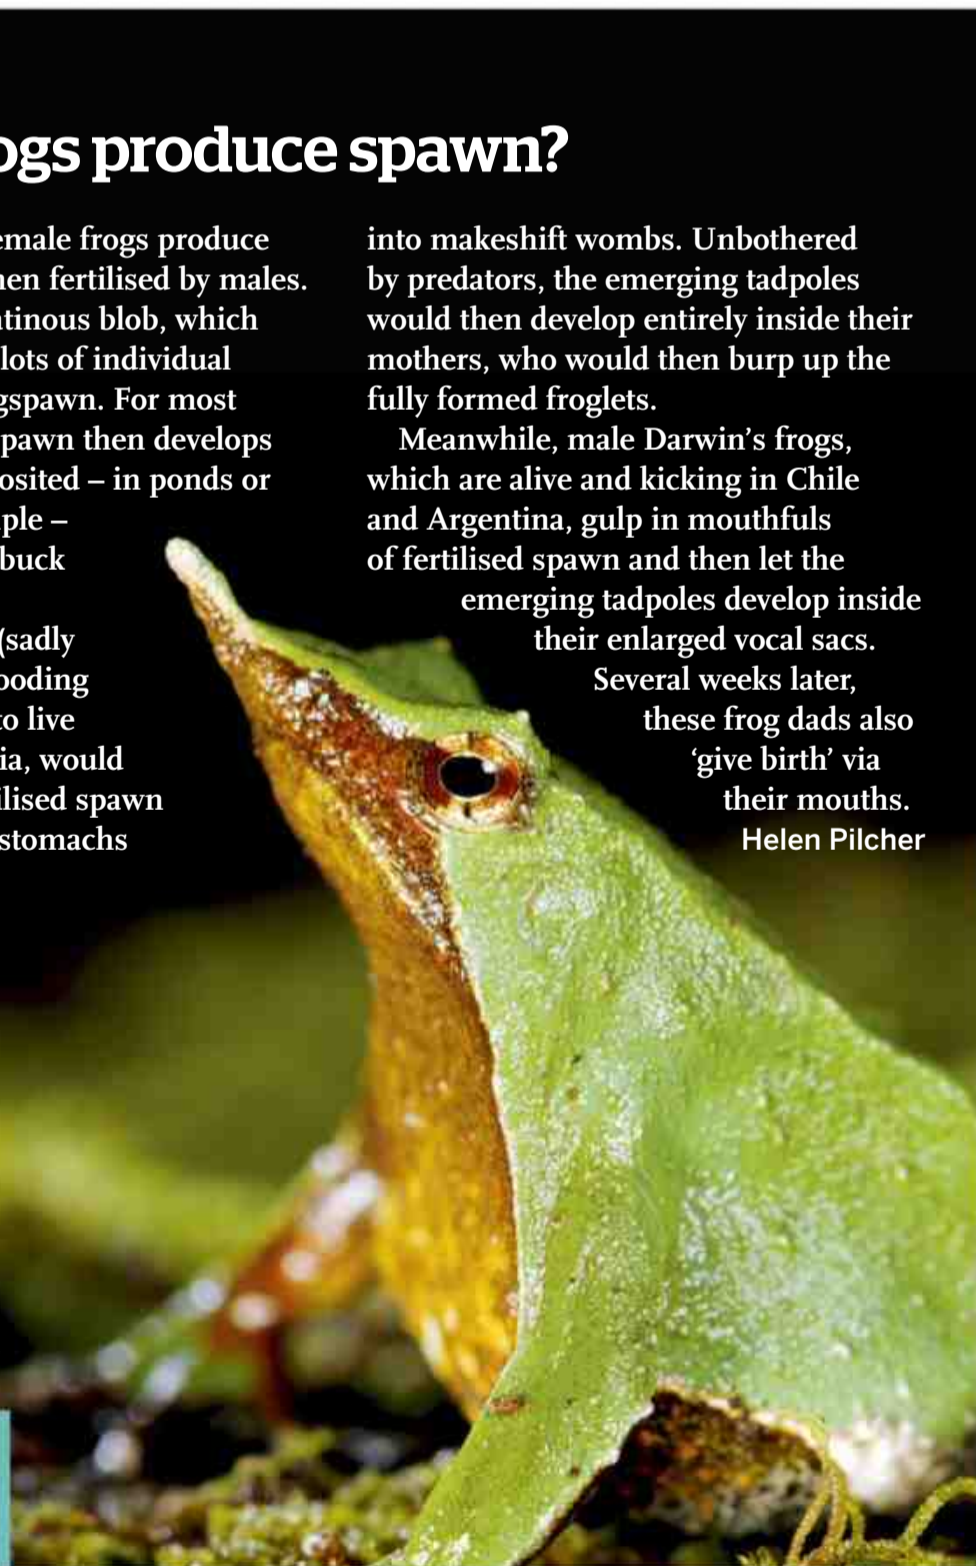 ogs produce spawn?
emale frogs produce
hen fertilised by males.
atinous blob, which
lots of individual
gspawn. For most
pawn then develops
osited – in ponds or
ple –
buck
(sadly
ooding
to live
ia, would
ilised spawn
stomachs
into makeshift wombs. Unbothered
by predators, the emerging tadpoles
would then develop entirely inside their
mothers, who would then burp up the
fully formed froglets.
Meanwhile, male Darwin’s frogs,
which are alive and kicking in Chile
and Argentina, gulp in mouthfuls
of fertilised spawn and then let the
emerging tadpoles develop inside
their enlarged vocal sacs.
Several weeks later,
these frog dads also
‘give birth’ via
their mouths.
Helen Pilcher